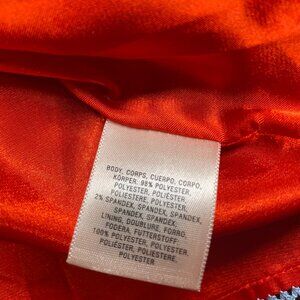 BODY, CORPS, CUERPO, CORPO,
KÖRPER: 98% POLYESTER,
POLYESTER, POLIÉSTER,
POLIESTERE, POLYESTER,
2% SPANDEX, SPANDEX,
SPANDEX, SPANDEX, SPANDEX;
LINING, DOUBLURE, FORRO,
FODERA, FUTTERSTOFF:
100% POLYESTER, POLYESTER,
POLIÉSTER, POLIESTERE,
POLYESTER